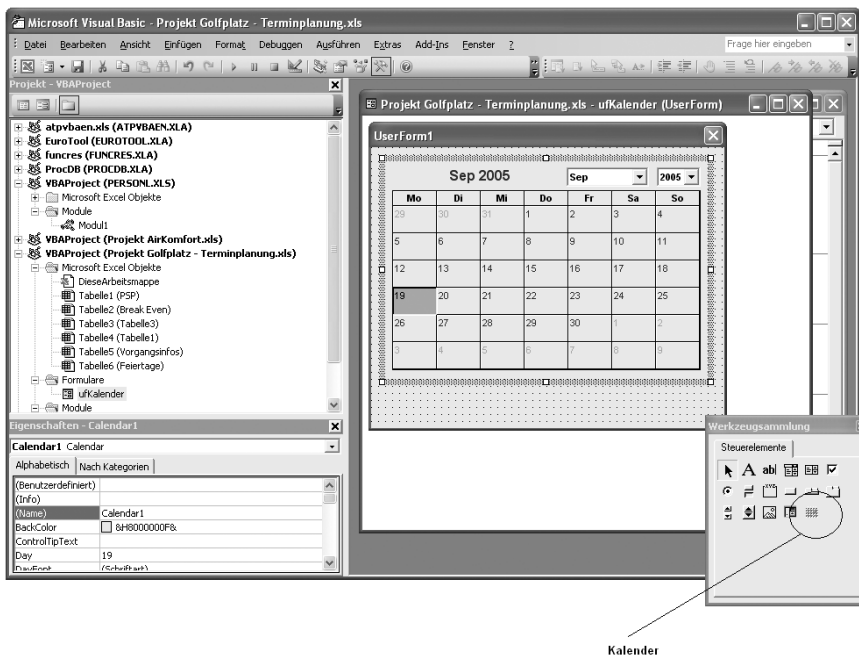 Microsoft Visual Basic - Projekt Golfplatz - Terminplanung.xls
Datei Bearbeiten Ansicht Einfügen Format Debuggen Ausführen Extras Add-Ins Fenster ?
Frage hier eingeben
Projekt - VBAProject
atpvbaen.xls (ATPVBAEN.XLA)
EuroTool (EUROTOOL.XLA)
funcres (FUNCRES.XLA)
ProcDB (PROCDB.XLA)
VBAProject (PERSONL.XLS)
Microsoft Excel Objekte
Module
Modul1
VBAProject (Projekt AirKomfort.xls)
VBAProject (Projekt Golfplatz - Terminplanung.xls)
Microsoft Excel Objekte
DieseArbeitsmappe
Tabelle1 (PSP)
Tabelle2 (Break Even)
Tabelle3 (Tabelle3)
Tabelle4 (Tabelle1)
Tabelle5 (Vorgangsinfos)
Tabelle6 (Feiertage)
Formulare
ufKalender
Module
Eigenschaften - Calendar1
Calendar1 Calendar
Alphabetisch Nach Kategorien
(Benutzerdefiniert)
(Info)
(Name) Calendar1
BackColor &H8000000F&
ControlTipText
Day 19
DayFont (Schriftart)
Projekt Golfplatz - Terminplanung.xls - ufKalender (UserForm)
UserForm1
Sep 2005 Sep 2005
Mo Di Mi Do Fr Sa So
29 30 31 1 2 3 4
5 6 7 8 9 10 11
12 13 14 15 16 17 18
19 20 21 22 23 24 25
26 27 28 29 30 1 2
3 4 5 6 7 8 9
Werkzeugsammlung
Steuerelemente
A abl
XYZ
Kalender